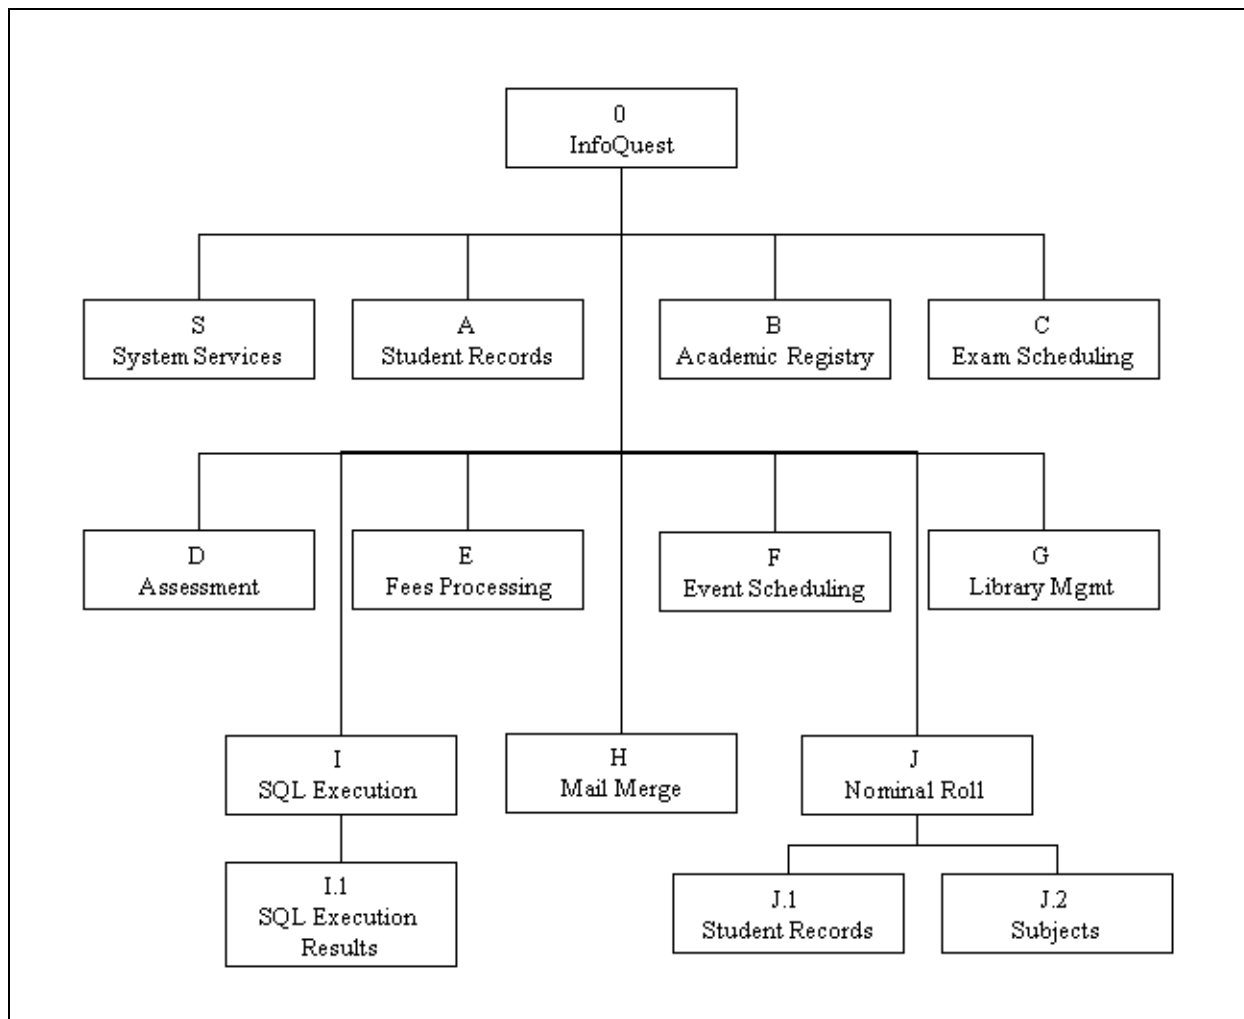 0
InfoQuest
S
System Services
A
Student Records
B
Academic Registry
C
Exam Scheduling
D
Assessment
E
Fees Processing
F
Event Scheduling
G
Library Mgmt
I
SQL Execution
H
Mail Merge
J
Nominal Roll
I.1
SQL Execution
Results
J.1
Student Records
J.2
Subjects